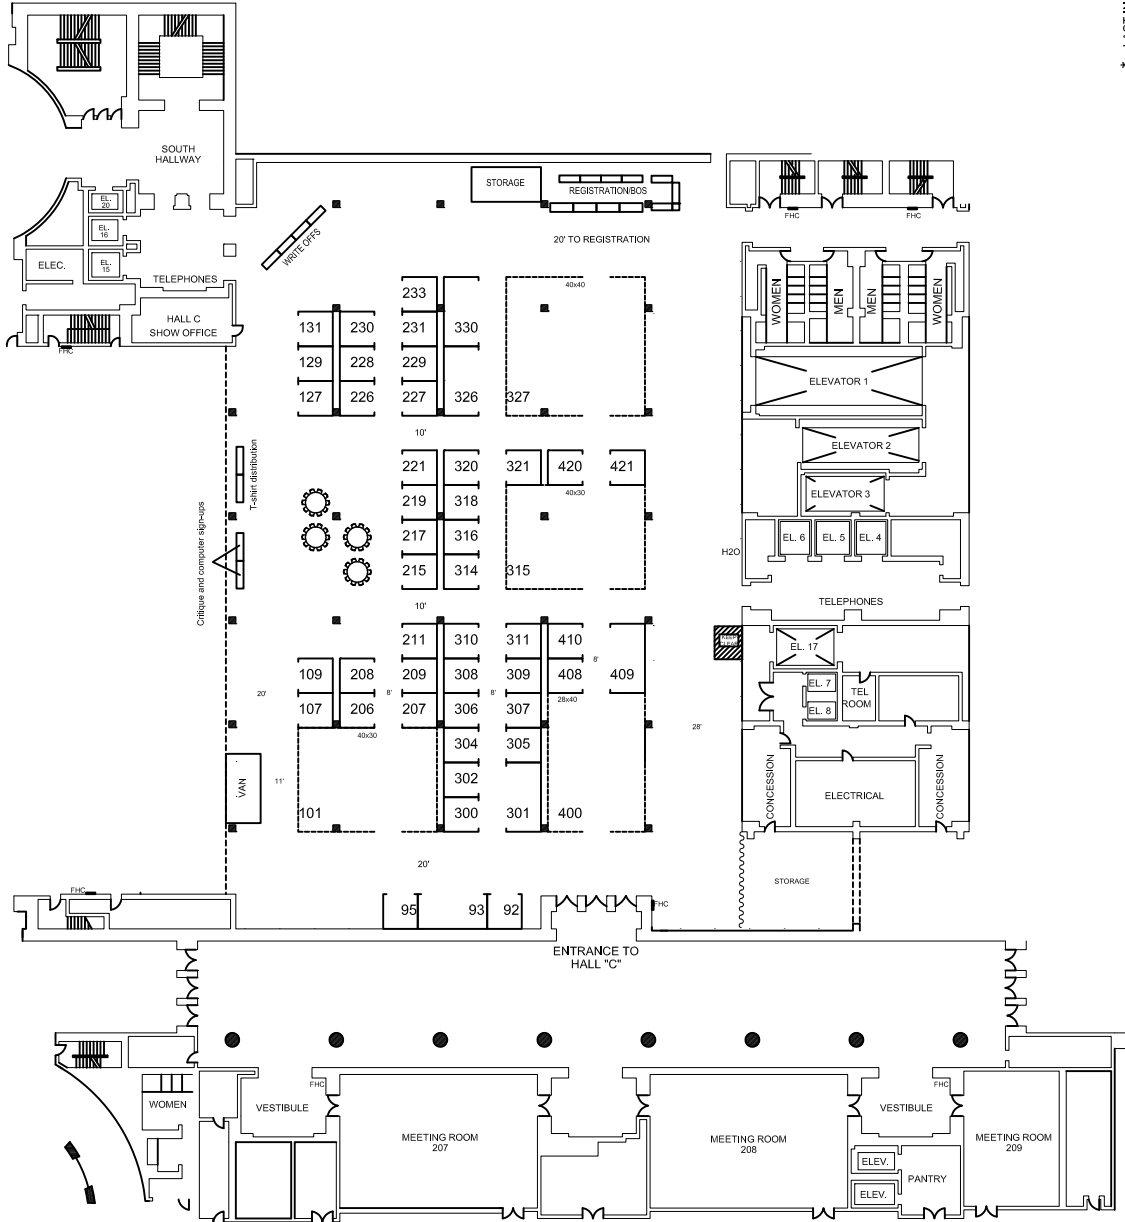 SOUTH
HALLWAY
STORAGE
REGISTRATION/BOS
EL.
20
WRITE OFFS
FHC
FHC
20' TO REGISTRATION
EL.
16
ELEC.
EL.
15
TELEPHONES
WOMEN
MEN
MEN
WOMEN
233
40x40
HALL C
SHOW OFFICE
131
230
231
330
FHC
129
228
229
127
226
227
326
327
ELEVATOR 1
10'
T-shirt distribution
ELEVATOR 2
221
320
321
420
421
40x30
219
318
ELEVATOR 3
Critique and computer sign-ups
217
316
EL. 6
EL. 5
EL. 4
H2O
215
314
315
10'
TELEPHONES
211
310
311
410
KEEP
CLEAR
EL. 17
8'
109
208
209
308
309
408
409
20'
8'
8'
28x40
EL. 7
TEL
ROOM
107
206
207
306
307
EL. 8
28'
40x30
304
305
VAN
11'
302
CONCESSION
ELECTRICAL
CONCESSION
101
300
301
400
20'
STORAGE
FHC
95
93
92
FHC
ENTRANCE TO
HALL "C"
FHC
FHC
WOMEN
VESTIBULE
VESTIBULE
MEETING ROOM
207
MEETING ROOM
208
MEETING ROOM
209
ELEV.
PANTRY
ELEV.